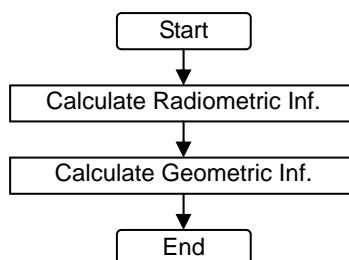 Start
Calculate Radiometric Inf.
Calculate Geometric Inf.
End